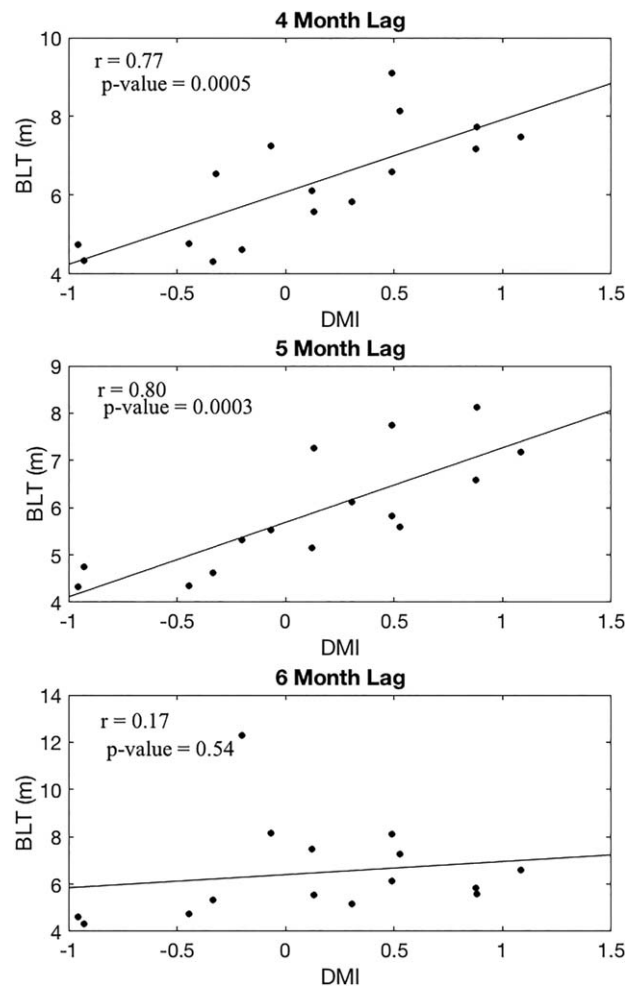 4 Month Lag
r = 0.77
p-value = 0.0005
10
8
6
4
BLT (m)
-1 -0.5 0 0.5 1 1.5
DMI
5 Month Lag
r = 0.80
p-value = 0.0003
9
8
7
6
5
4
BLT (m)
-1 -0.5 0 0.5 1 1.5
DMI
6 Month Lag
r = 0.17
p-value = 0.54
14
12
10
8
6
4
BLT (m)
-1 -0.5 0 0.5 1 1.5
DMI